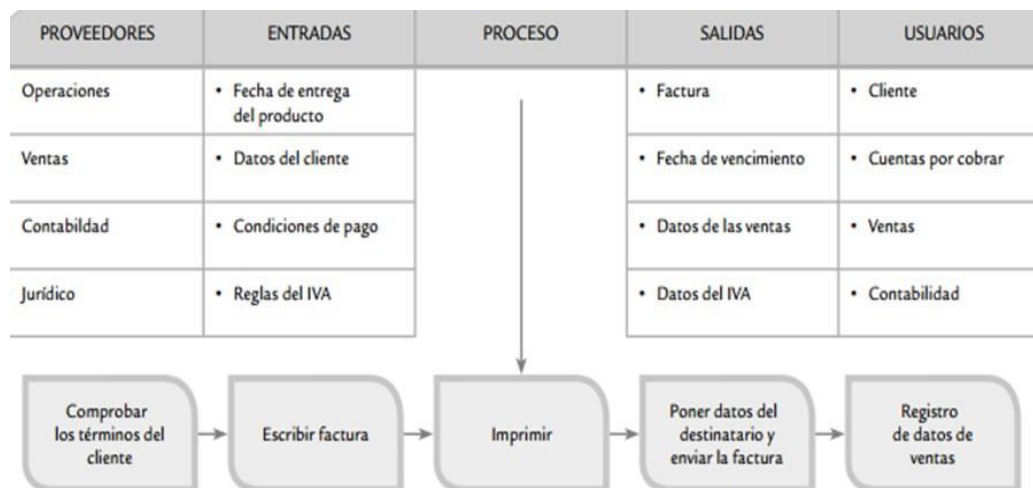 PROVEEDORES ENTRADAS PROCESO SALIDAS USUARIOS
Operaciones • Fecha de entrega • Factura • Cliente
del producto
Ventas • Datos del cliente • Fecha de vencimiento • Cuentas por cobrar
Contabildad • Condiciones de pago • Datos de las ventas • Ventas
Jurídico • Reglas del IVA • Datos del IVA • Contabilidad
Comprobar
los términos del
cliente
Escribir factura
Imprimir
Poner datos del
destinatario y
enviar la factura
Registro
de datos de
ventas